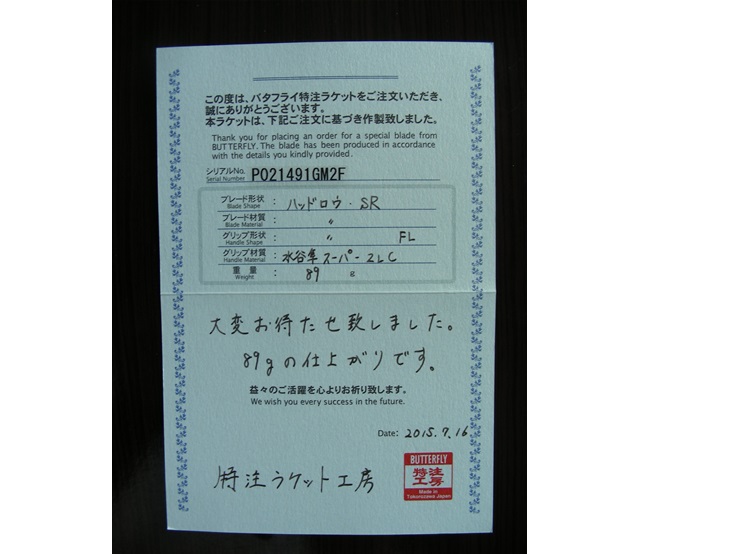 この度は、バタフライ特注ラケットをご注文いただき、
誠にありがとうございます。
本ラケットは、下記ご注文に基づき作製致しました。
Thank you for placing an order for a special blade from
BUTTERFLY. The blade has been produced in accordance
with the details you kindly provided.
シリアルNo. PO21491GM2F
Serial Number
ブレード形状 : ハッドロウ・SR
Blade Shape
ブレード材質 : 〃
Blade Material
グリップ形状 : 〃 FL
Handle Shape
グリップ材質 : 水谷隼スーパーZLC
Handle Material
重量 : 89 g
Weight
大変お待たせ致しました。
89gの仕上がりです。
益々のご活躍を心よりお祈り致します。
We wish you every success in the future.
Date: 2015.7.16
特注ラケット工房
BUTTERFLY
特注
工房
Made in
Tokorozawa Japan